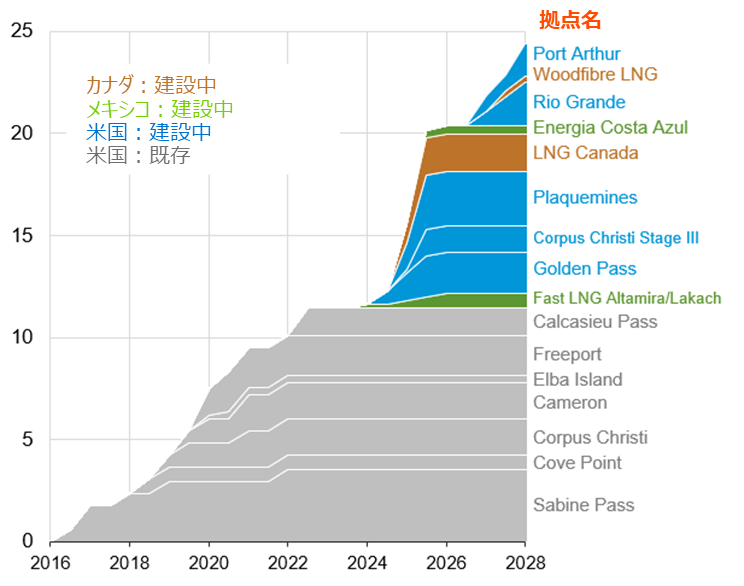 拠点名
25
20
15
10
5
0
カナダ：建設中
メキシコ：建設中
米国：建設中
米国：既存
Port Arthur
Woodfibre LNG
Rio Grande
Energia Costa Azul
LNG Canada
Plaquemines
Corpus Christi Stage III
Golden Pass
Fast LNG Altamira/Lakach
Calcasieu Pass
Freeport
Elba Island
Cameron
Corpus Christi
Cove Point
Sabine Pass
2016 2018 2020 2022 2024 2026 2028